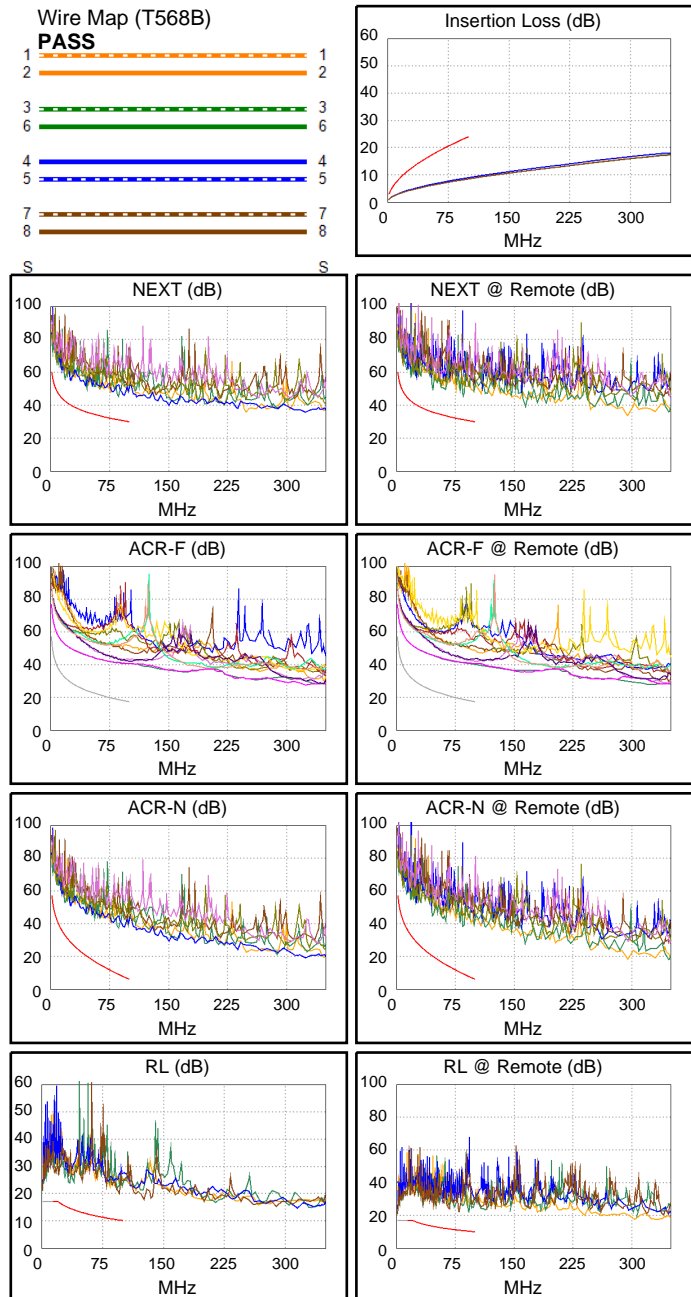 Wire Map (T568B)
PASS
1 1
2 2
3 3
6 6
4 4
5 5
7 7
8 8
S S
Insertion Loss (dB)
60
50
40
30
20
10
0
0 75 150 225 300
MHz
NEXT (dB)
100
80
60
40
20
0
0 75 150 225 300
MHz
NEXT @ Remote (dB)
100
80
60
40
20
0
0 75 150 225 300
MHz
ACR-F (dB)
100
80
60
40
20
0
0 75 150 225 300
MHz
ACR-F @ Remote (dB)
100
80
60
40
20
0
0 75 150 225 300
MHz
ACR-N (dB)
100
80
60
40
20
0
0 75 150 225 300
MHz
ACR-N @ Remote (dB)
100
80
60
40
20
0
0 75 150 225 300
MHz
RL (dB)
60
50
40
30
20
10
0
0 75 150 225 300
MHz
RL @ Remote (dB)
100
80
60
40
20
0
0 75 150 225 300
MHz